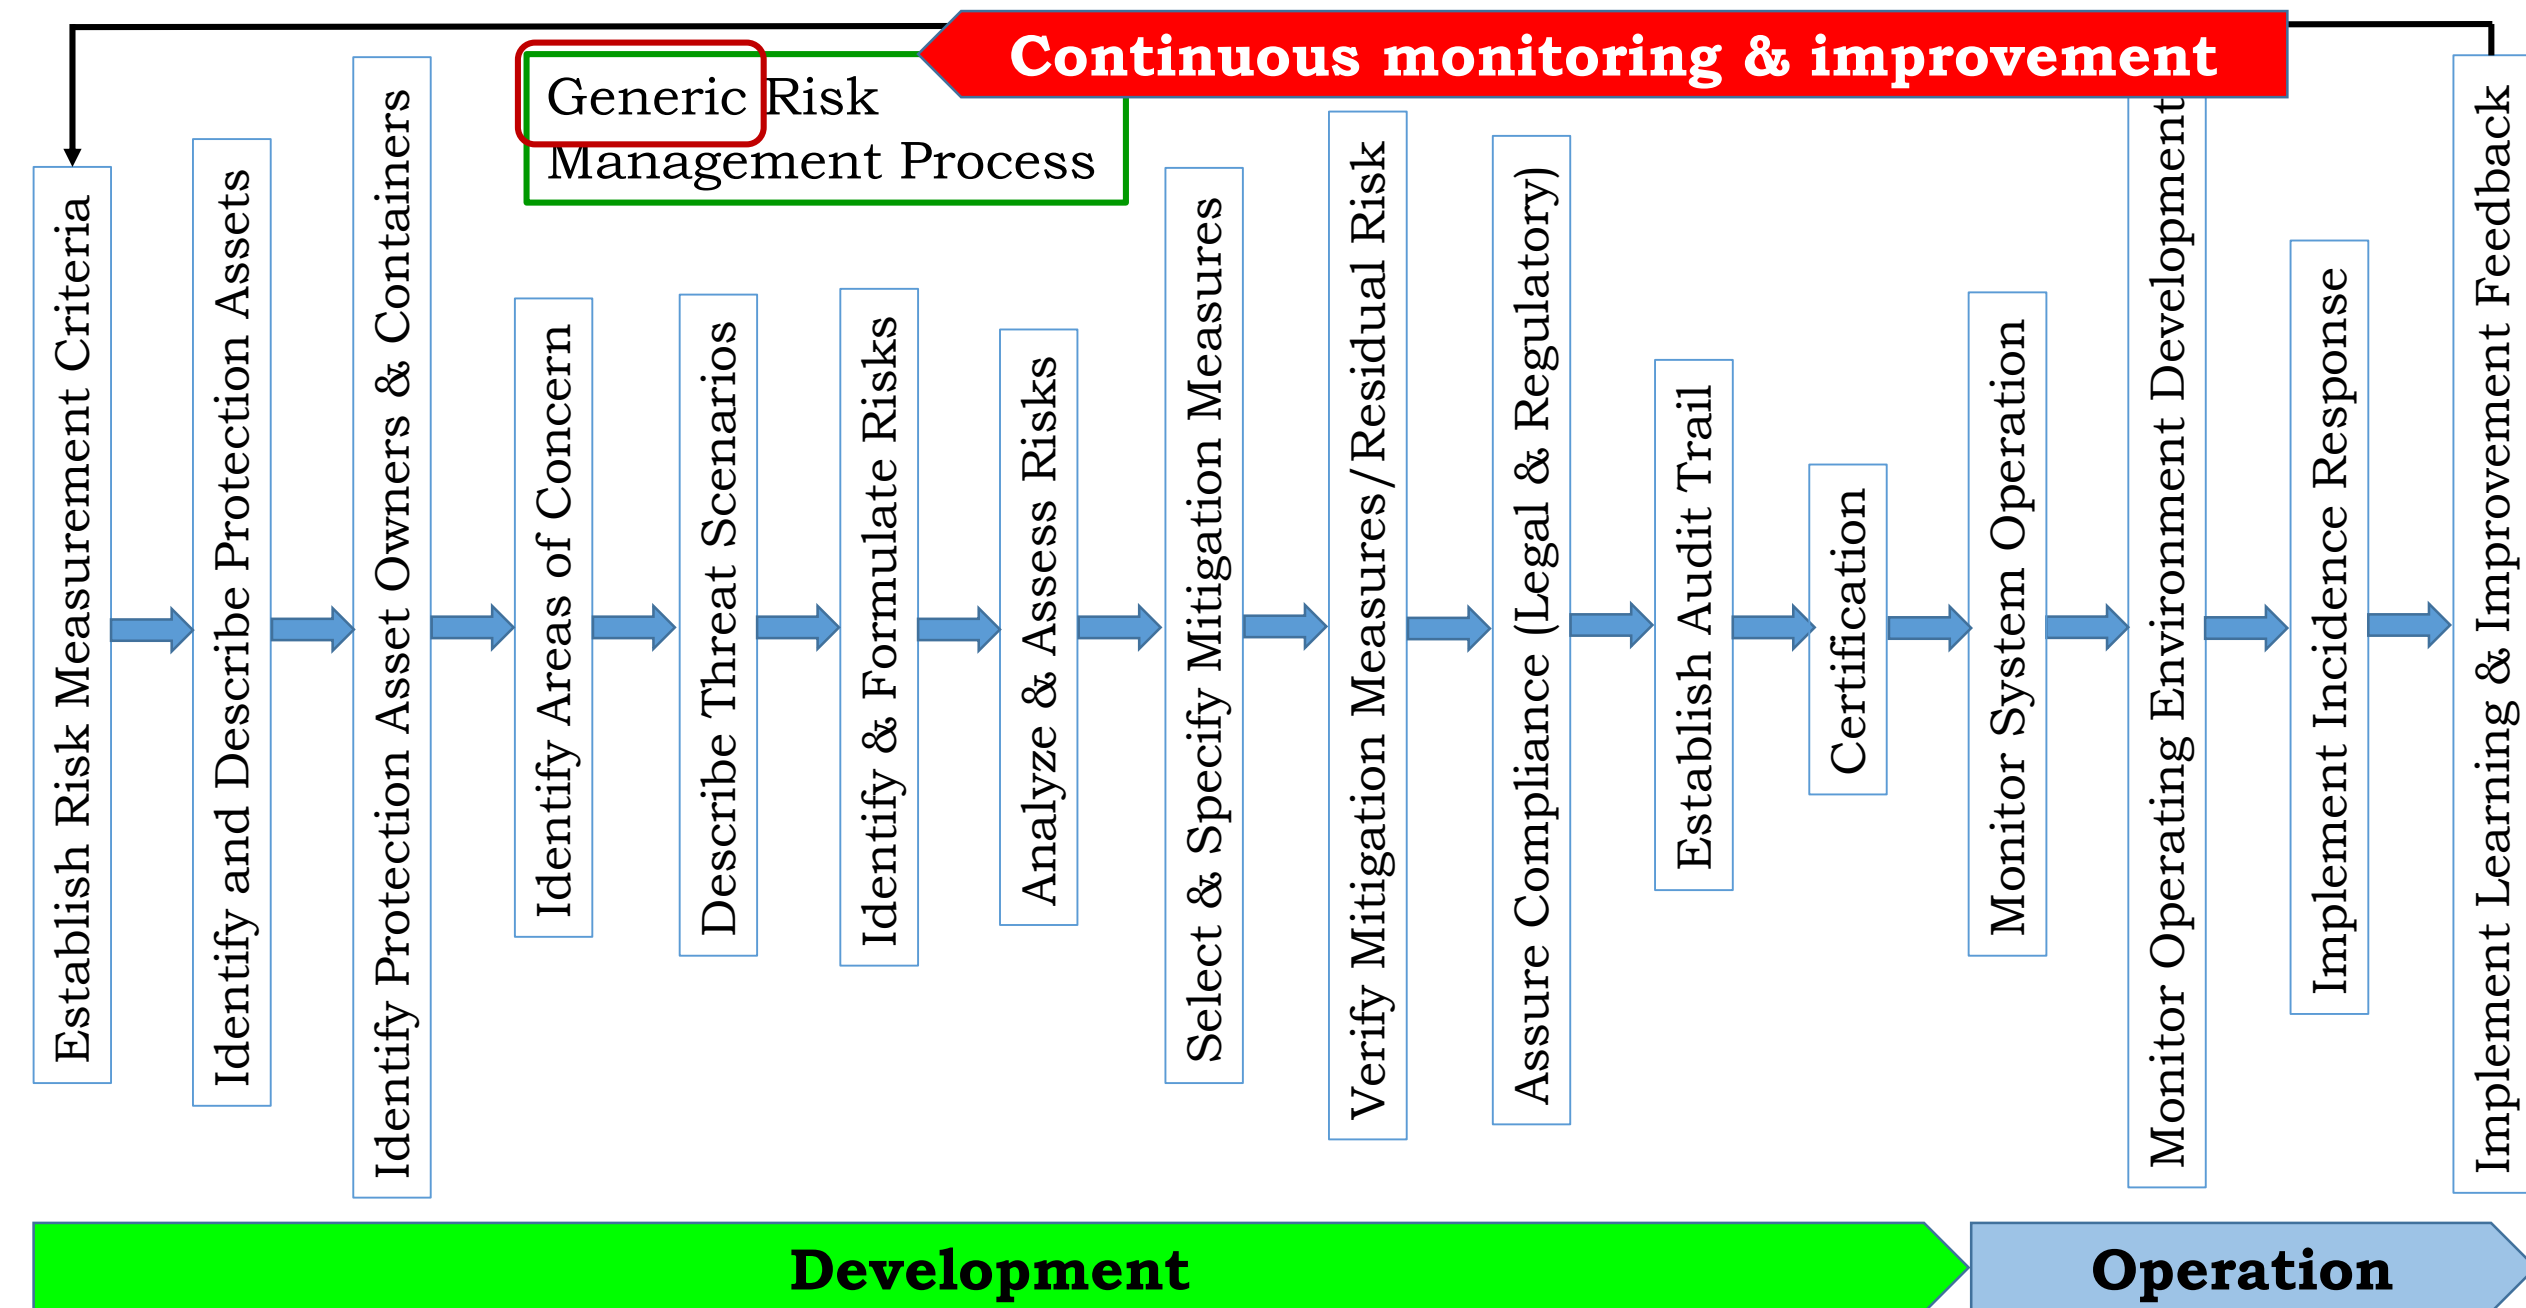 Continuous monitoring & improvement
Generic Risk
Management Process
Establish Risk Measurement Criteria
Identify and Describe Protection Assets
Identify Protection Asset Owners & Containers
Identify Areas of Concern
Describe Threat Scenarios
Identify & Formulate Risks
Analyze & Assess Risks
Select & Specify Mitigation Measures
Verify Mitigation Measures/Residual Risk
Assure Compliance (Legal & Regulatory)
Establish Audit Trail
Certification
Monitor System Operation
Monitor Operating Environment Development
Implement Incidence Response
Implement Learning & Improvement Feedback
Development
Operation